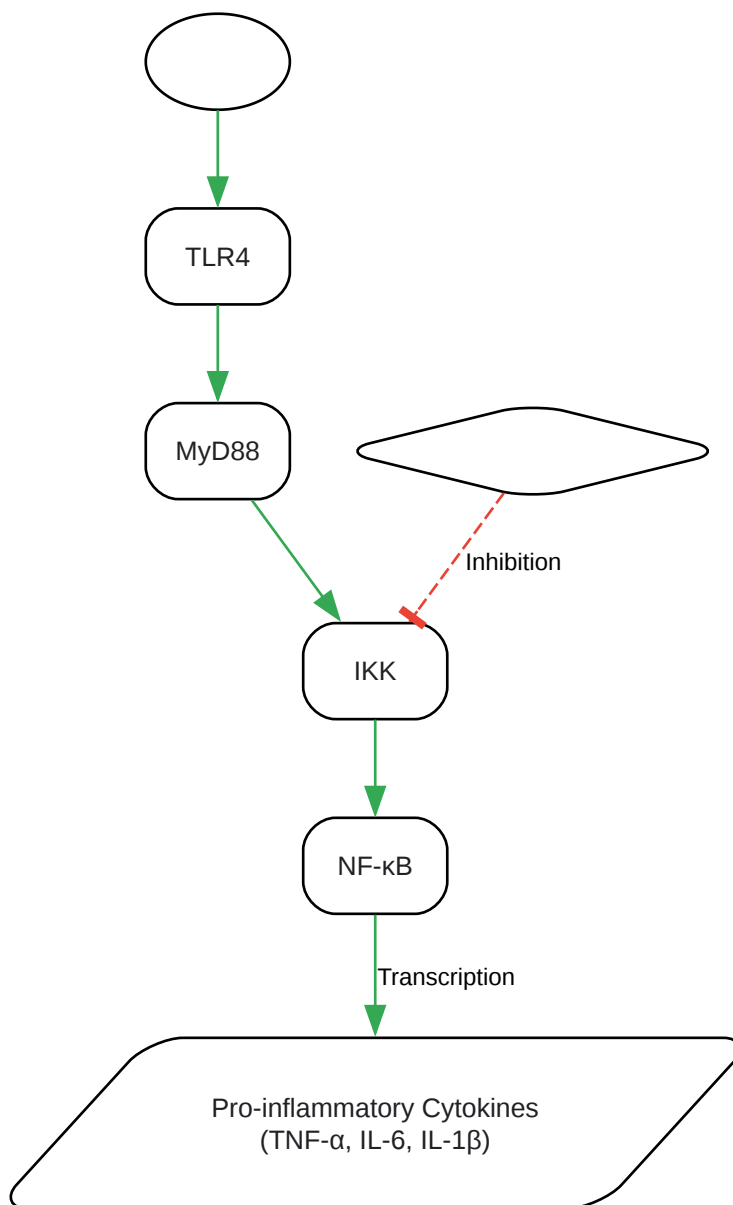 TLR4
MyD88
Inhibition
IKK
NF-κB
Transcription
Pro-inflammatory Cytokines
(TNF-α, IL-6, IL-1β)